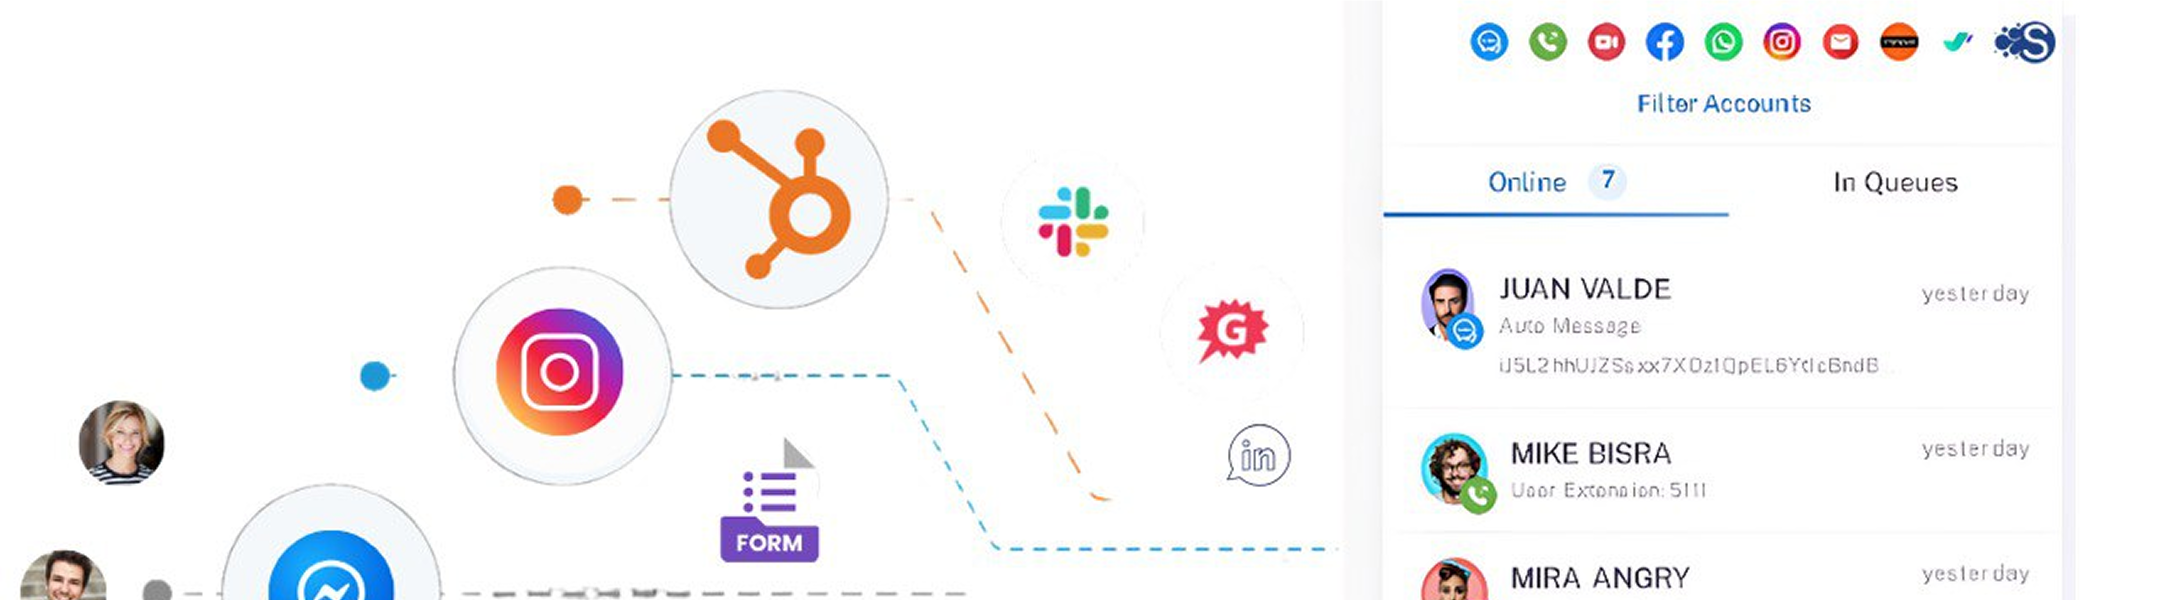 Filter Accounts
Online 7
In Queues
JUAN VALDE
yesterday
Auto Message
MIKE BISRA
yesterday
User Extension: 5111
MIRA ANGRY
yesterday
G
in
FORM
S